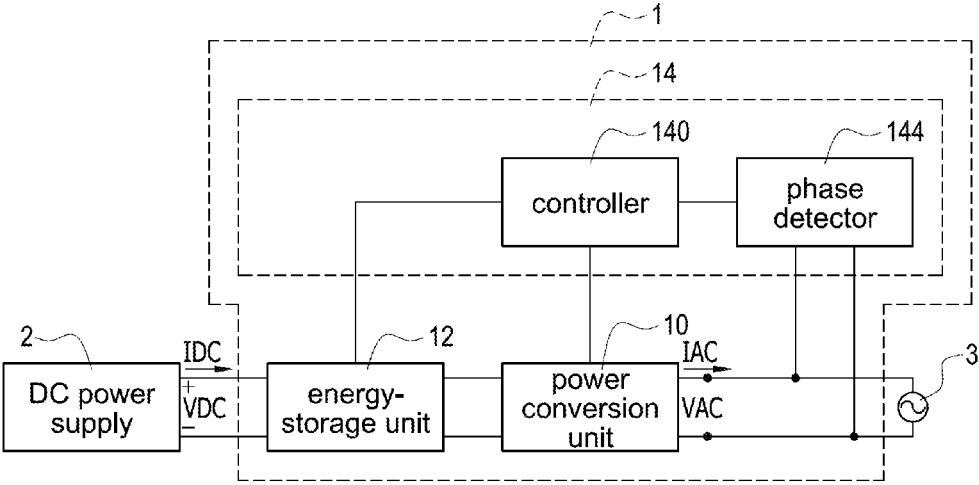 1
14
140
144
controller
phase
detector
2
IDC
12
10
IAC
3
DC power
supply
+
VDC
−
energy-
storage unit
power
conversion
unit
VAC